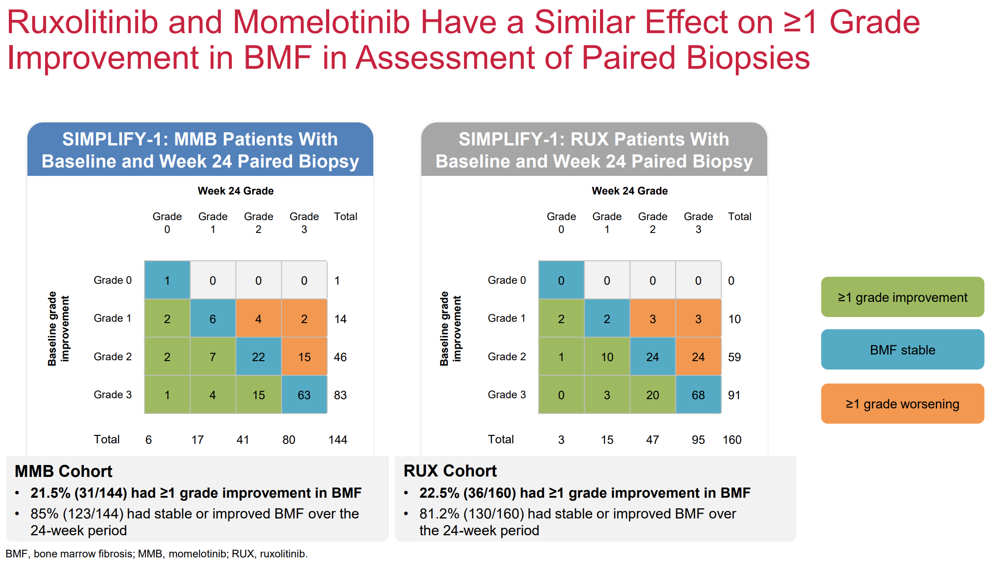 Ruxolitinib and Momelotinib Have a Similar Effect on ≥1 Grade
Improvement in BMF in Assessment of Paired Biopsies
SIMPLIFY-1: MMB Patients With
Baseline and Week 24 Paired Biopsy
Week 24 Grade
Grade 0 Grade 1 Grade 2 Grade 3 Total
Baseline grade
improvement
Grade 0 1 0 0 0 1
Grade 1 2 6 4 2 14
Grade 2 2 7 22 15 46
Grade 3 1 4 15 63 83
Total 6 17 41 80 144
MMB Cohort
• 21.5% (31/144) had ≥1 grade improvement in BMF
• 85% (123/144) had stable or improved BMF over the
24-week period
SIMPLIFY-1: RUX Patients With
Baseline and Week 24 Paired Biopsy
Week 24 Grade
Grade 0 Grade 1 Grade 2 Grade 3 Total
Baseline grade
improvement
Grade 0 0 0 0 0 0
Grade 1 2 2 3 3 10
Grade 2 1 10 24 24 59
Grade 3 0 3 20 68 91
Total 3 15 47 95 160
RUX Cohort
• 22.5% (36/160) had ≥1 grade improvement in BMF
• 81.2% (130/160) had stable or improved BMF over
the 24-week period
≥1 grade improvement
BMF stable
≥1 grade worsening
BMF, bone marrow fibrosis; MMB, momelotinib; RUX, ruxolitinib.